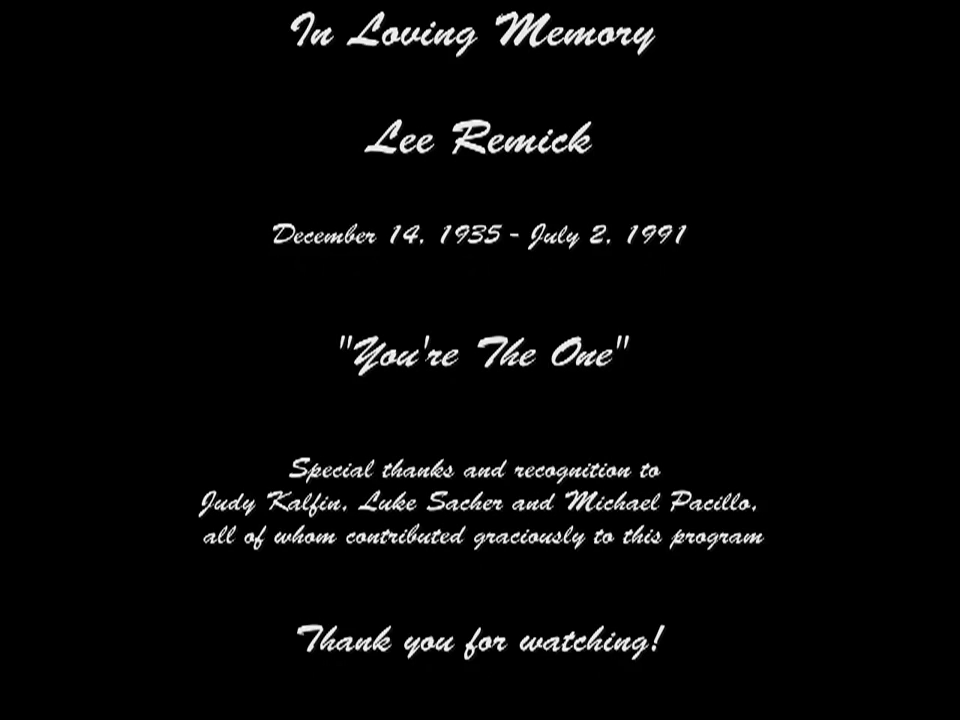 In Loving Memory
Lee Remick
December 14, 1935 - July 2, 1991
"You're The One"
Special thanks and recognition to
Judy Kalfin, Luke Sacher and Michael Pacillo,
all of whom contributed graciously to this program
Thank you for watching!